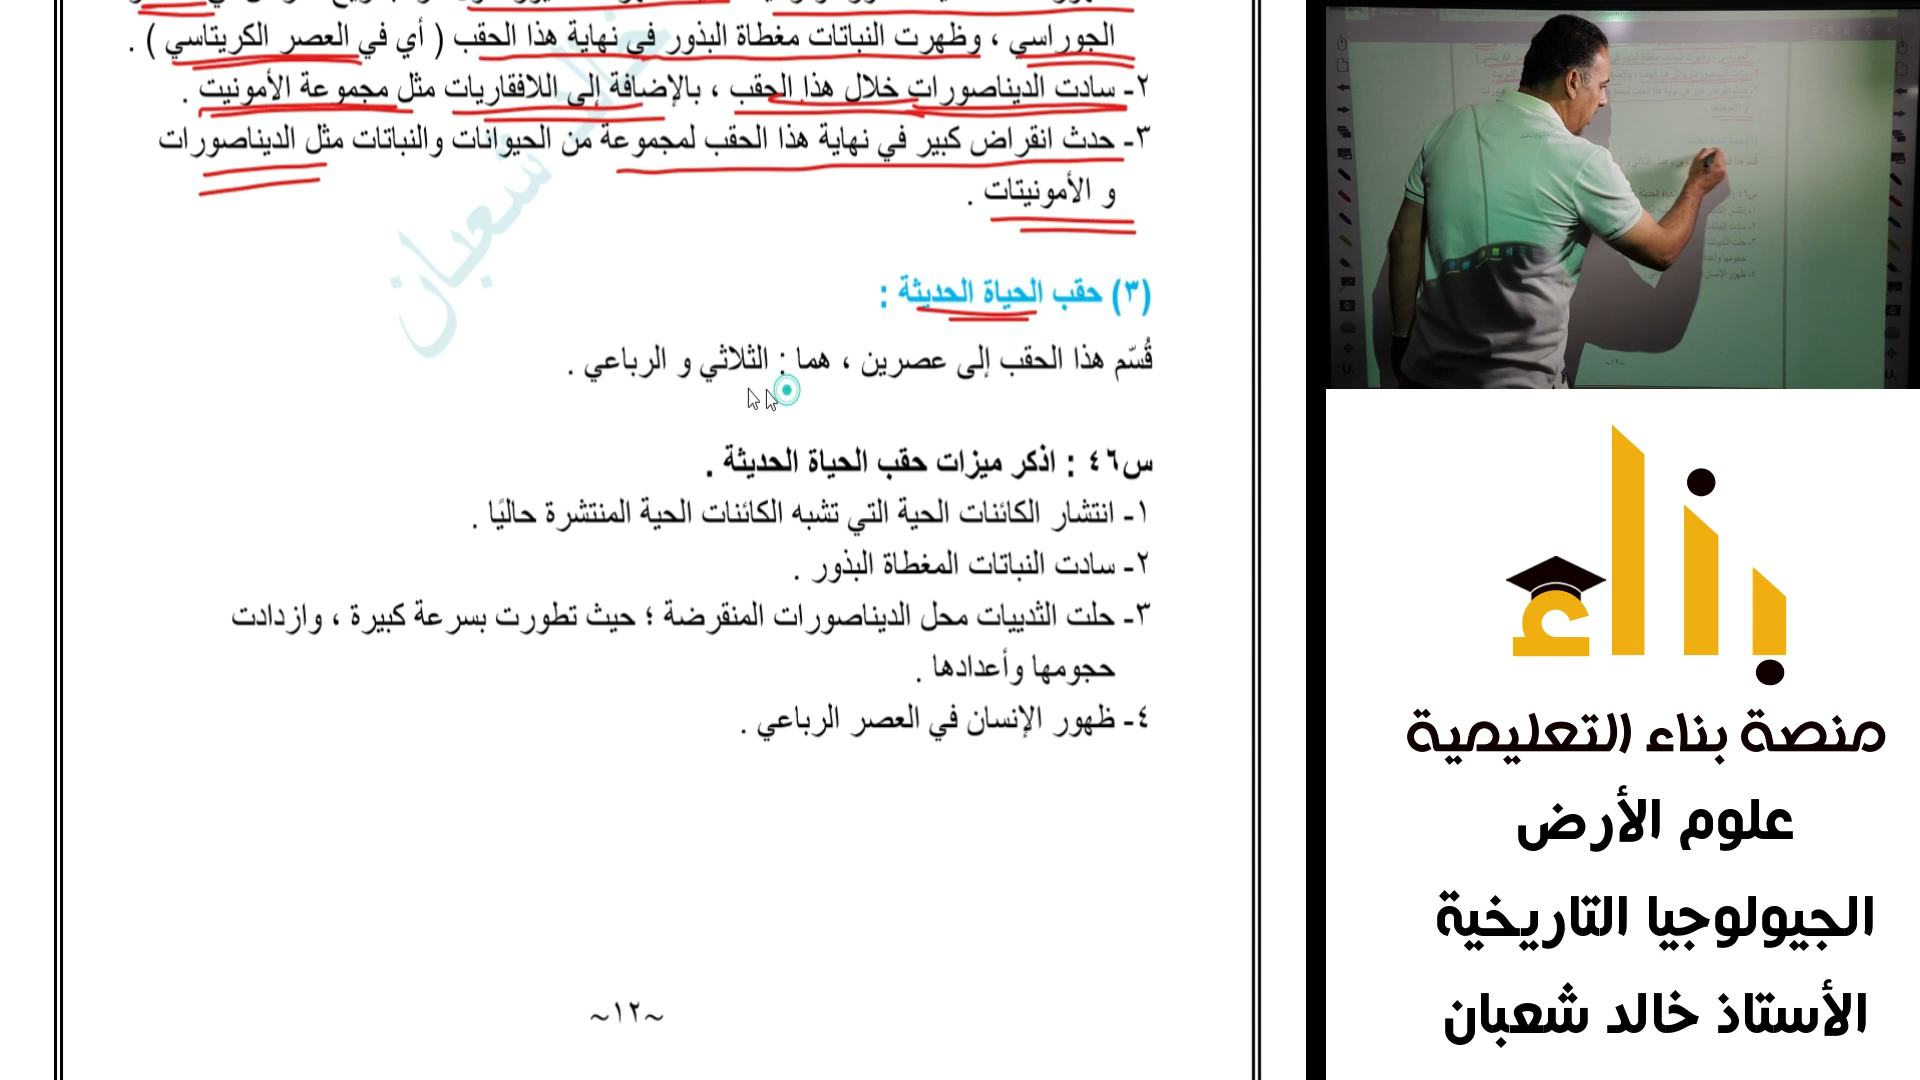 الجوراسي ، وظهرت النباتات مغطاة البذور في نهاية هذا الحقب ( أي في العصر الكريتاسي ) .
٢- سادت الديناصورات خلال هذا الحقب ، بالإضافة إلى اللافقاريات مثل مجموعة الأمونيت .
٣- حدث انقراض كبير في نهاية هذا الحقب لمجموعة من الحيوانات والنباتات مثل الديناصورات
و الأمونيتات .
(٣) حقب الحياة الحديثة :
قُسّم هذا الحقب إلى عصرين ، هما : الثلاثي و الرباعي .
س٤٦ : اذكر ميزات حقب الحياة الحديثة .
١- انتشار الكائنات الحية التي تشبه الكائنات الحية المنتشرة حاليًا .
٢- سادت النباتات المغطاة البذور .
٣- حلت الثدييات محل الديناصورات المنقرضة ؛ حيث تطورت بسرعة كبيرة ، وازدادت
حجومها وأعدادها .
٤- ظهور الإنسان في العصر الرباعي .
~١٢~
خالد شعبان
بناء
منصة بناء التعليمية
علوم الأرض
الجيولوجيا التاريخية
الأستاذ خالد شعبان